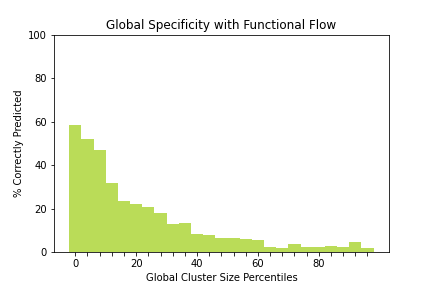 Global Specificity with Functional Flow
100
80
60
40
20
0
% Correctly Predicted
0 20 40 60 80
Global Cluster Size Percentiles